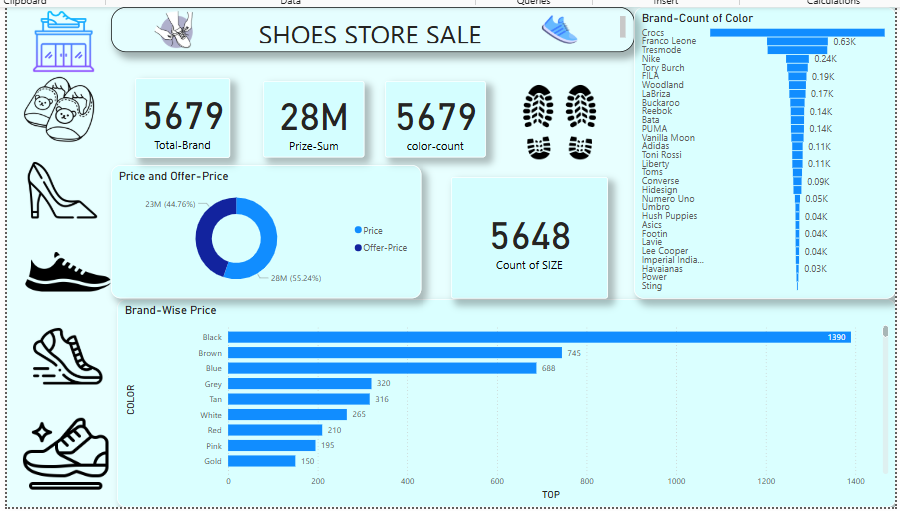 Clipboard Data Queries Insert Calculations
SHOES STORE SALE
5679
Total-Brand
28M
Prize-Sum
5679
color-count
Price and Offer-Price
23M (44.76%)
28M (55.24%)
Price
Offer-Price
5648
Count of SIZE
Brand-Count of Color
Crocs
Franco Leone 0.63K
Tresmode
Nike 0.24K
Tory Burch
FILA 0.19K
Woodland
LaBriza 0.17K
Buckaroo
Reebok 0.14K
Bata
PUMA 0.14K
Vanilla Moon
Adidas 0.11K
Toni Rossi
Liberty 0.11K
Toms
Converse 0.09K
Hidesign
Numero Uno 0.05K
Umbro
Hush Puppies 0.04K
Asics
Footin 0.04K
Lavie
Lee Cooper 0.04K
Imperial India...
Havaianas 0.03K
Power
Sting
Brand-Wise Price
COLOR
Black 1390
Brown 745
Blue 688
Grey 320
Tan 316
White 265
Red 210
Pink 195
Gold 150
0 200 400 600 800 1000 1200 1400
TOP